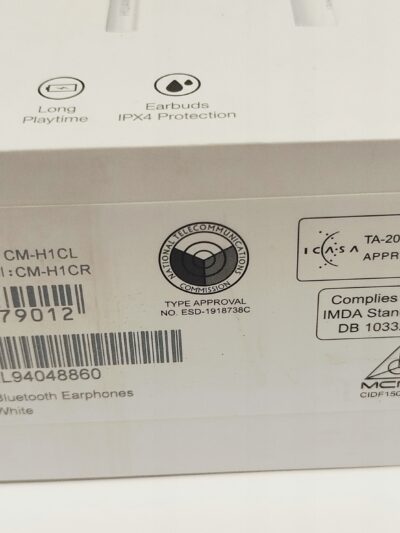 Long
Playtime
Earbuds
IPX4 Protection
CM-H1CL
CM-H1CR
79012
L94048860
Bluetooth Earphones
White
NATIONAL TELECOMMUNICATIONS
COMMISSION
TYPE APPROVAL
NO. ESD-1918738C
ICASA
TA-20
APPR
Complies
IMDA Stan
DB 1033
MCM
CIDF150